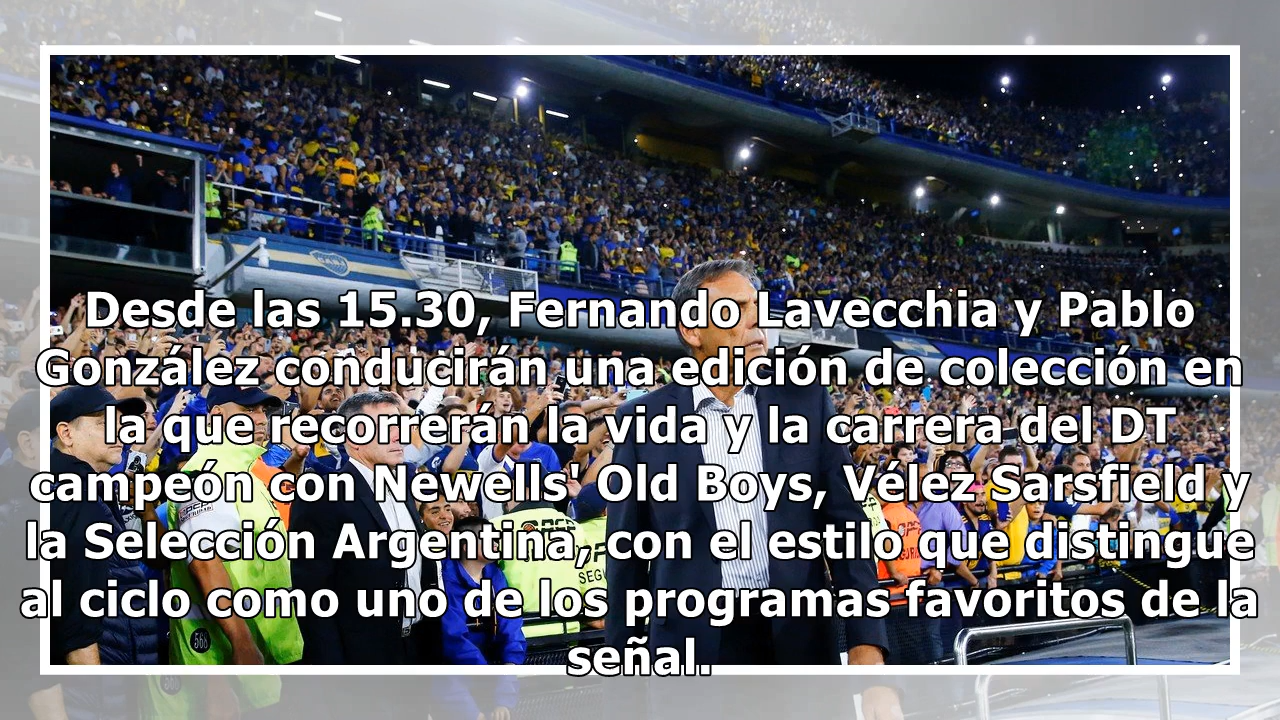 Desde las 15.30, Fernando Lavecchia y Pablo
González conducirán una edición de colección en
la que recorrerán la vida y la carrera del DT
campeón con Newells' Old Boys, Vélez Sarsfield y
la Selección Argentina, con el estilo que distingue
al ciclo como uno de los programas favoritos de la
señal.
568